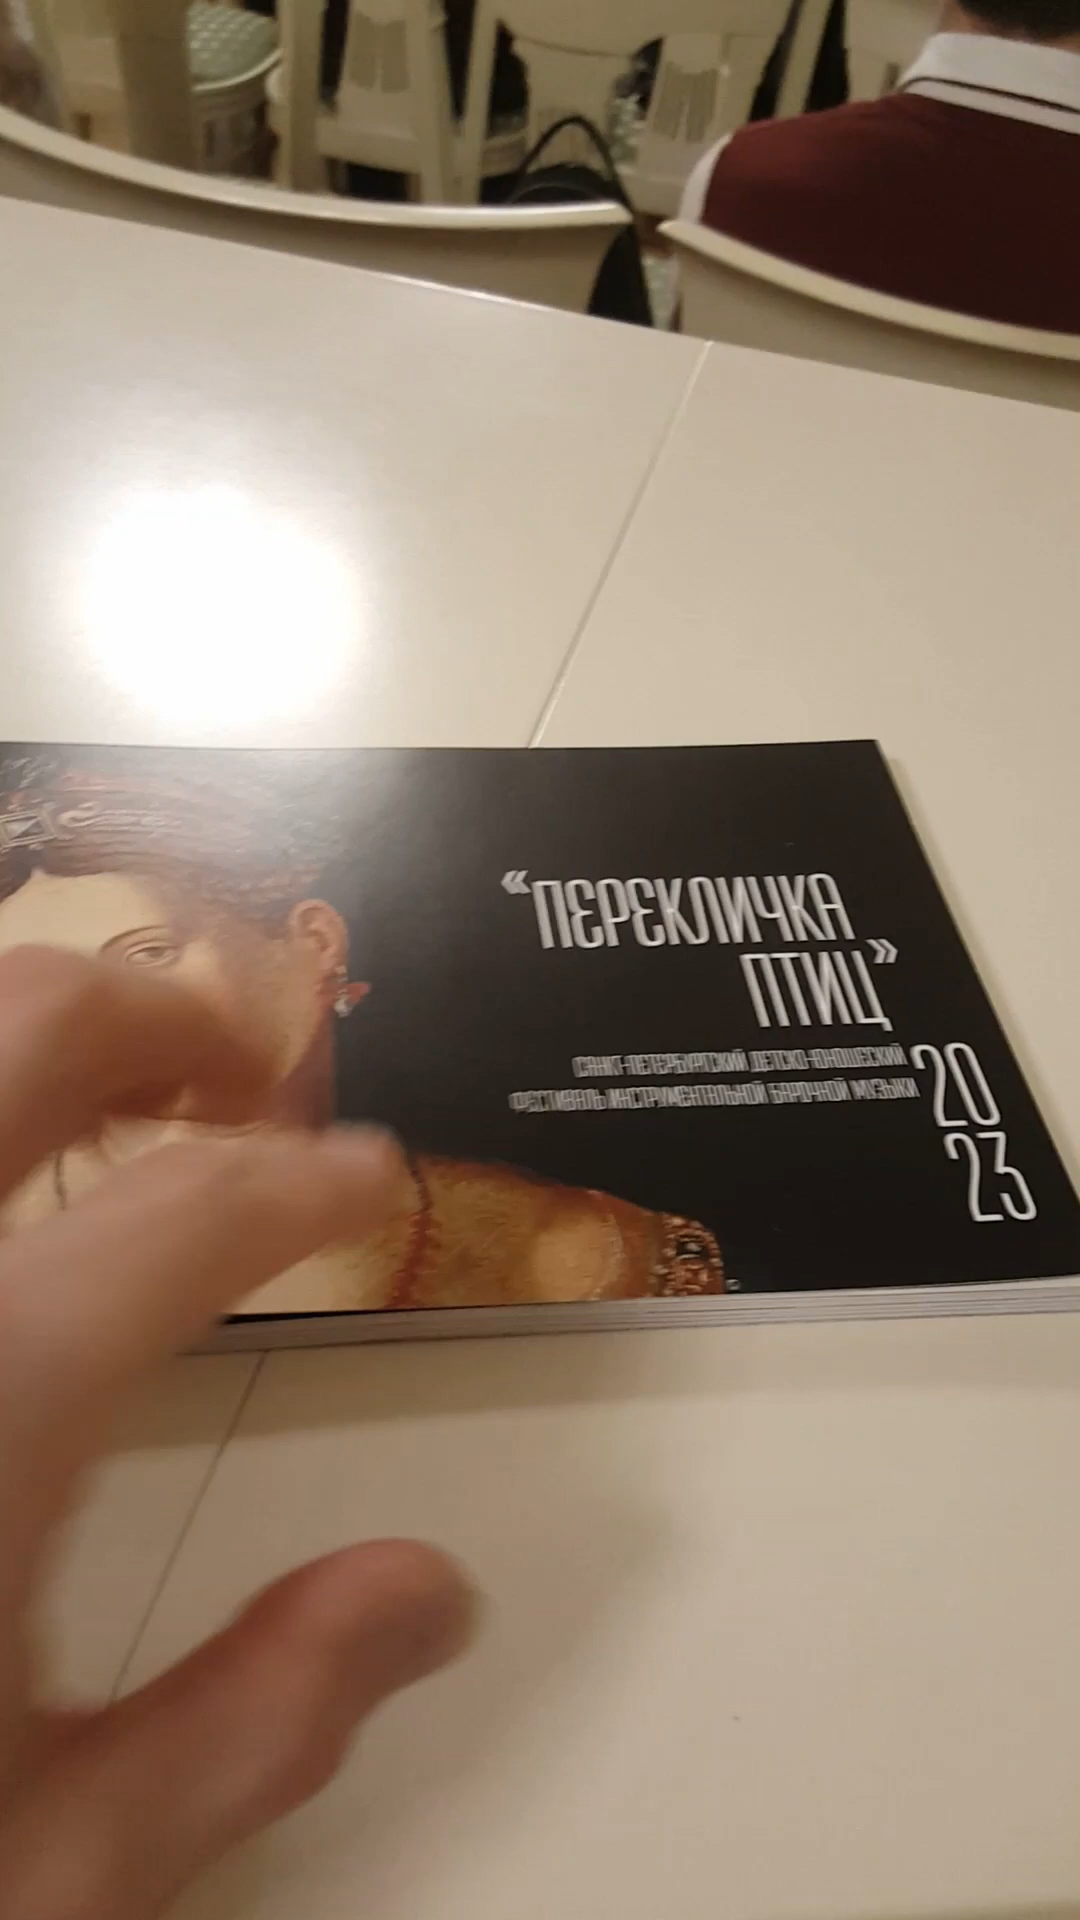 «ПЕРЕКЛИЧКА
ПТИЦ»
САНКТ-ПЕТЕРБУРГСКИЙ ДЕТСКО-ЮНОШЕСКИЙ
ФЕСТИВАЛЬ ИНСТРУМЕНТАЛЬНОЙ БАРОЧНОЙ МУЗЫКИ
20
23